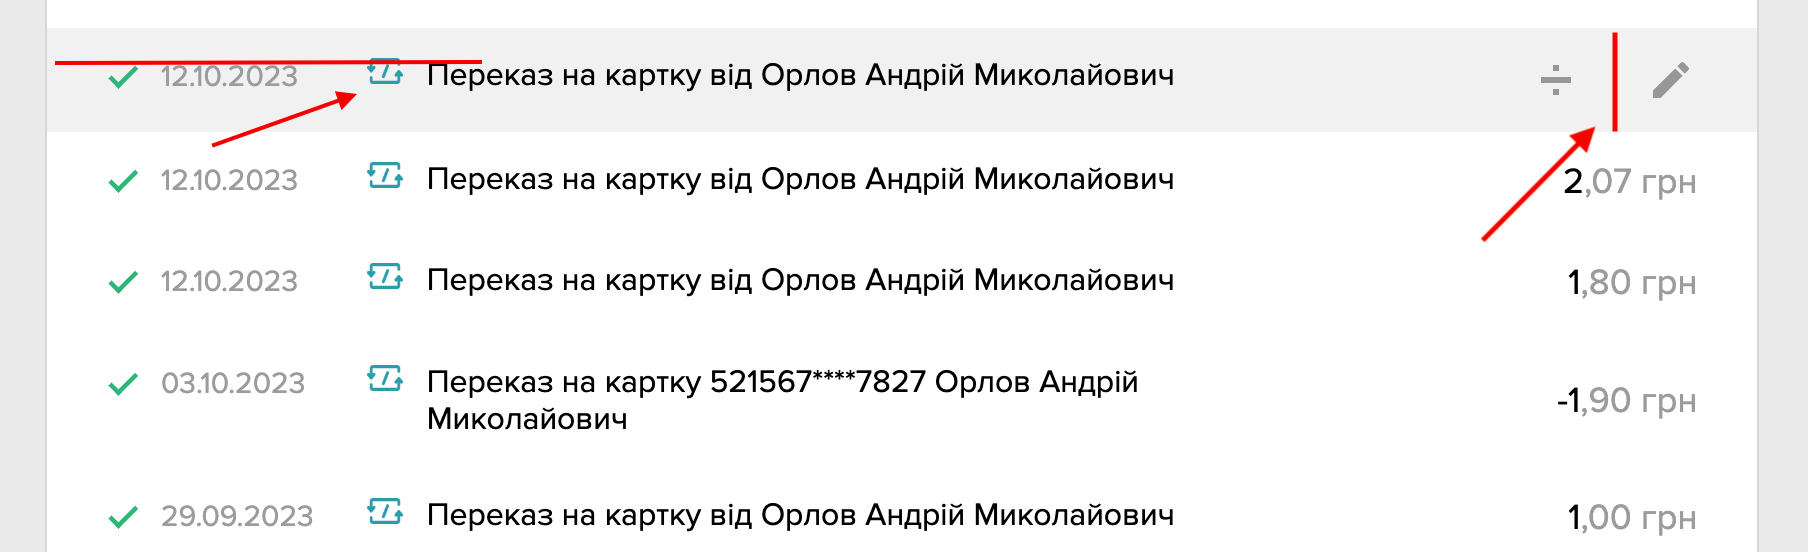 12.10.2023 Переказ на картку від Орлов Андрій Миколайович
12.10.2023 Переказ на картку від Орлов Андрій Миколайович 2,07 грн
12.10.2023 Переказ на картку від Орлов Андрій Миколайович 1,80 грн
03.10.2023 Переказ на картку 521567****7827 Орлов Андрій
Миколайович -1,90 грн
29.09.2023 Переказ на картку від Орлов Андрій Миколайович 1,00 грн